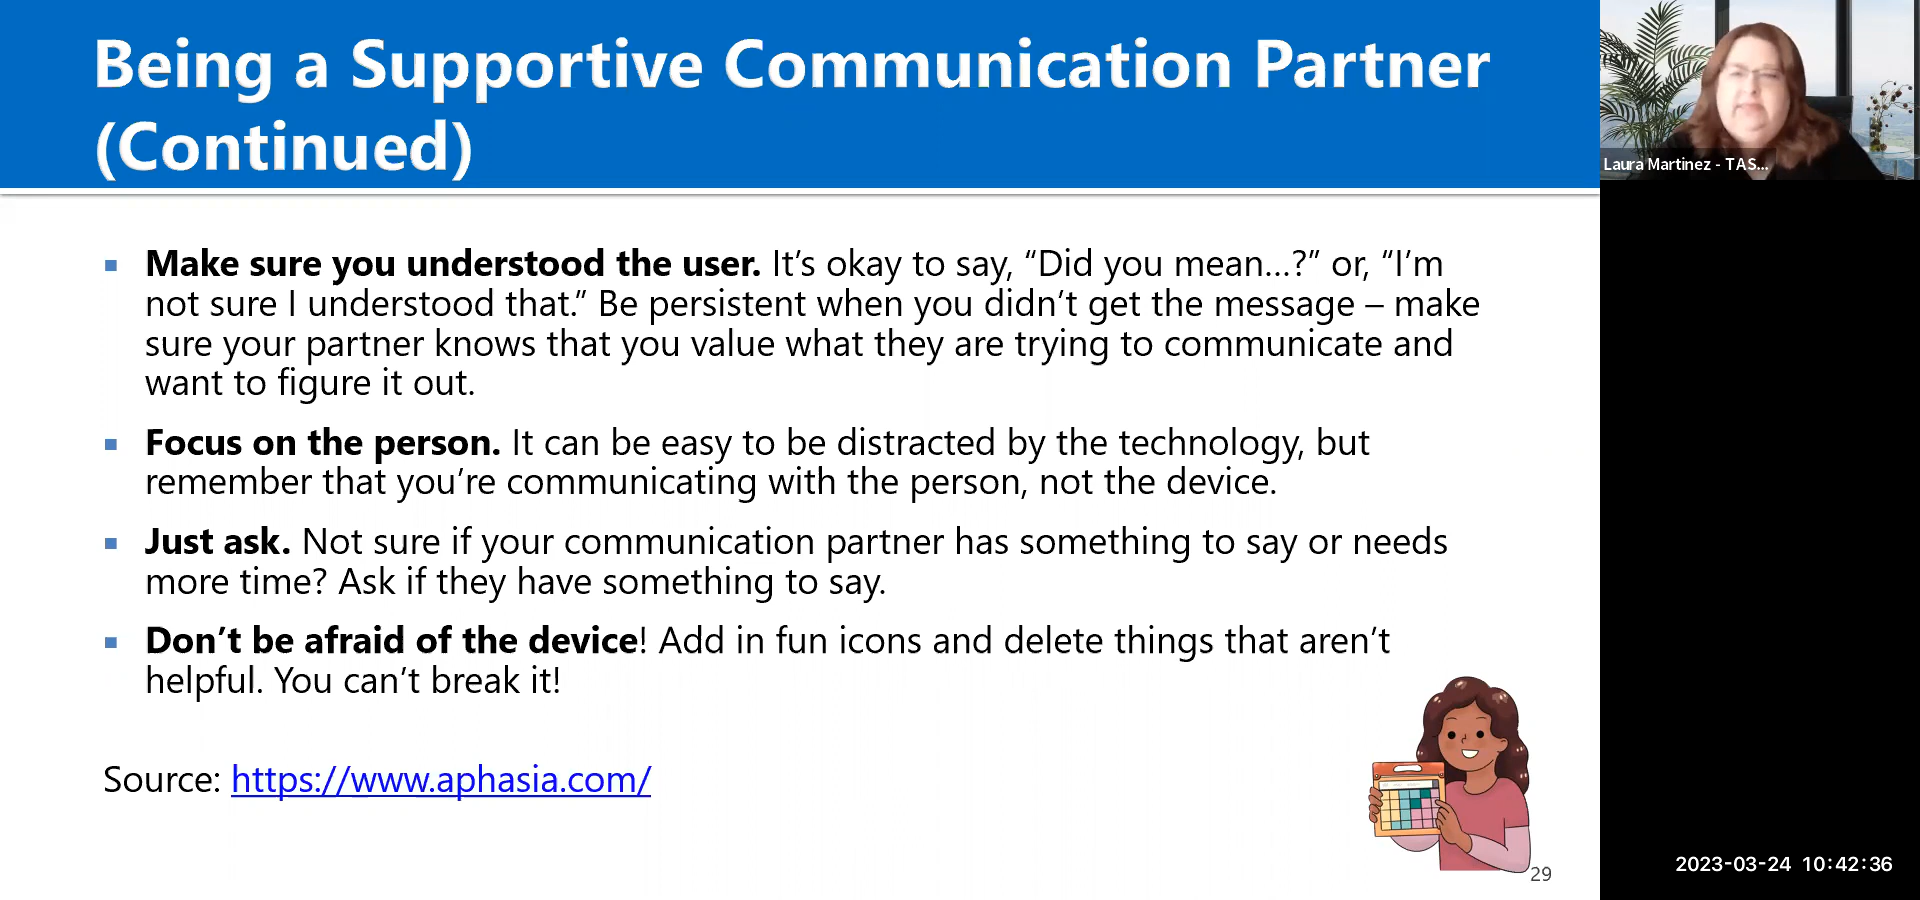 Being a Supportive Communication Partner
(Continued)
Laura Martinez - TAS...
▪ Make sure you understood the user. It’s okay to say, “Did you mean...?” or, “I’m
not sure I understood that.” Be persistent when you didn’t get the message – make
sure your partner knows that you value what they are trying to communicate and
want to figure it out.
▪ Focus on the person. It can be easy to be distracted by the technology, but
remember that you’re communicating with the person, not the device.
▪ Just ask. Not sure if your communication partner has something to say or needs
more time? Ask if they have something to say.
▪ Don’t be afraid of the device! Add in fun icons and delete things that aren’t
helpful. You can’t break it!
Source: https://www.aphasia.com/
29
2023-03-24 10:42:36